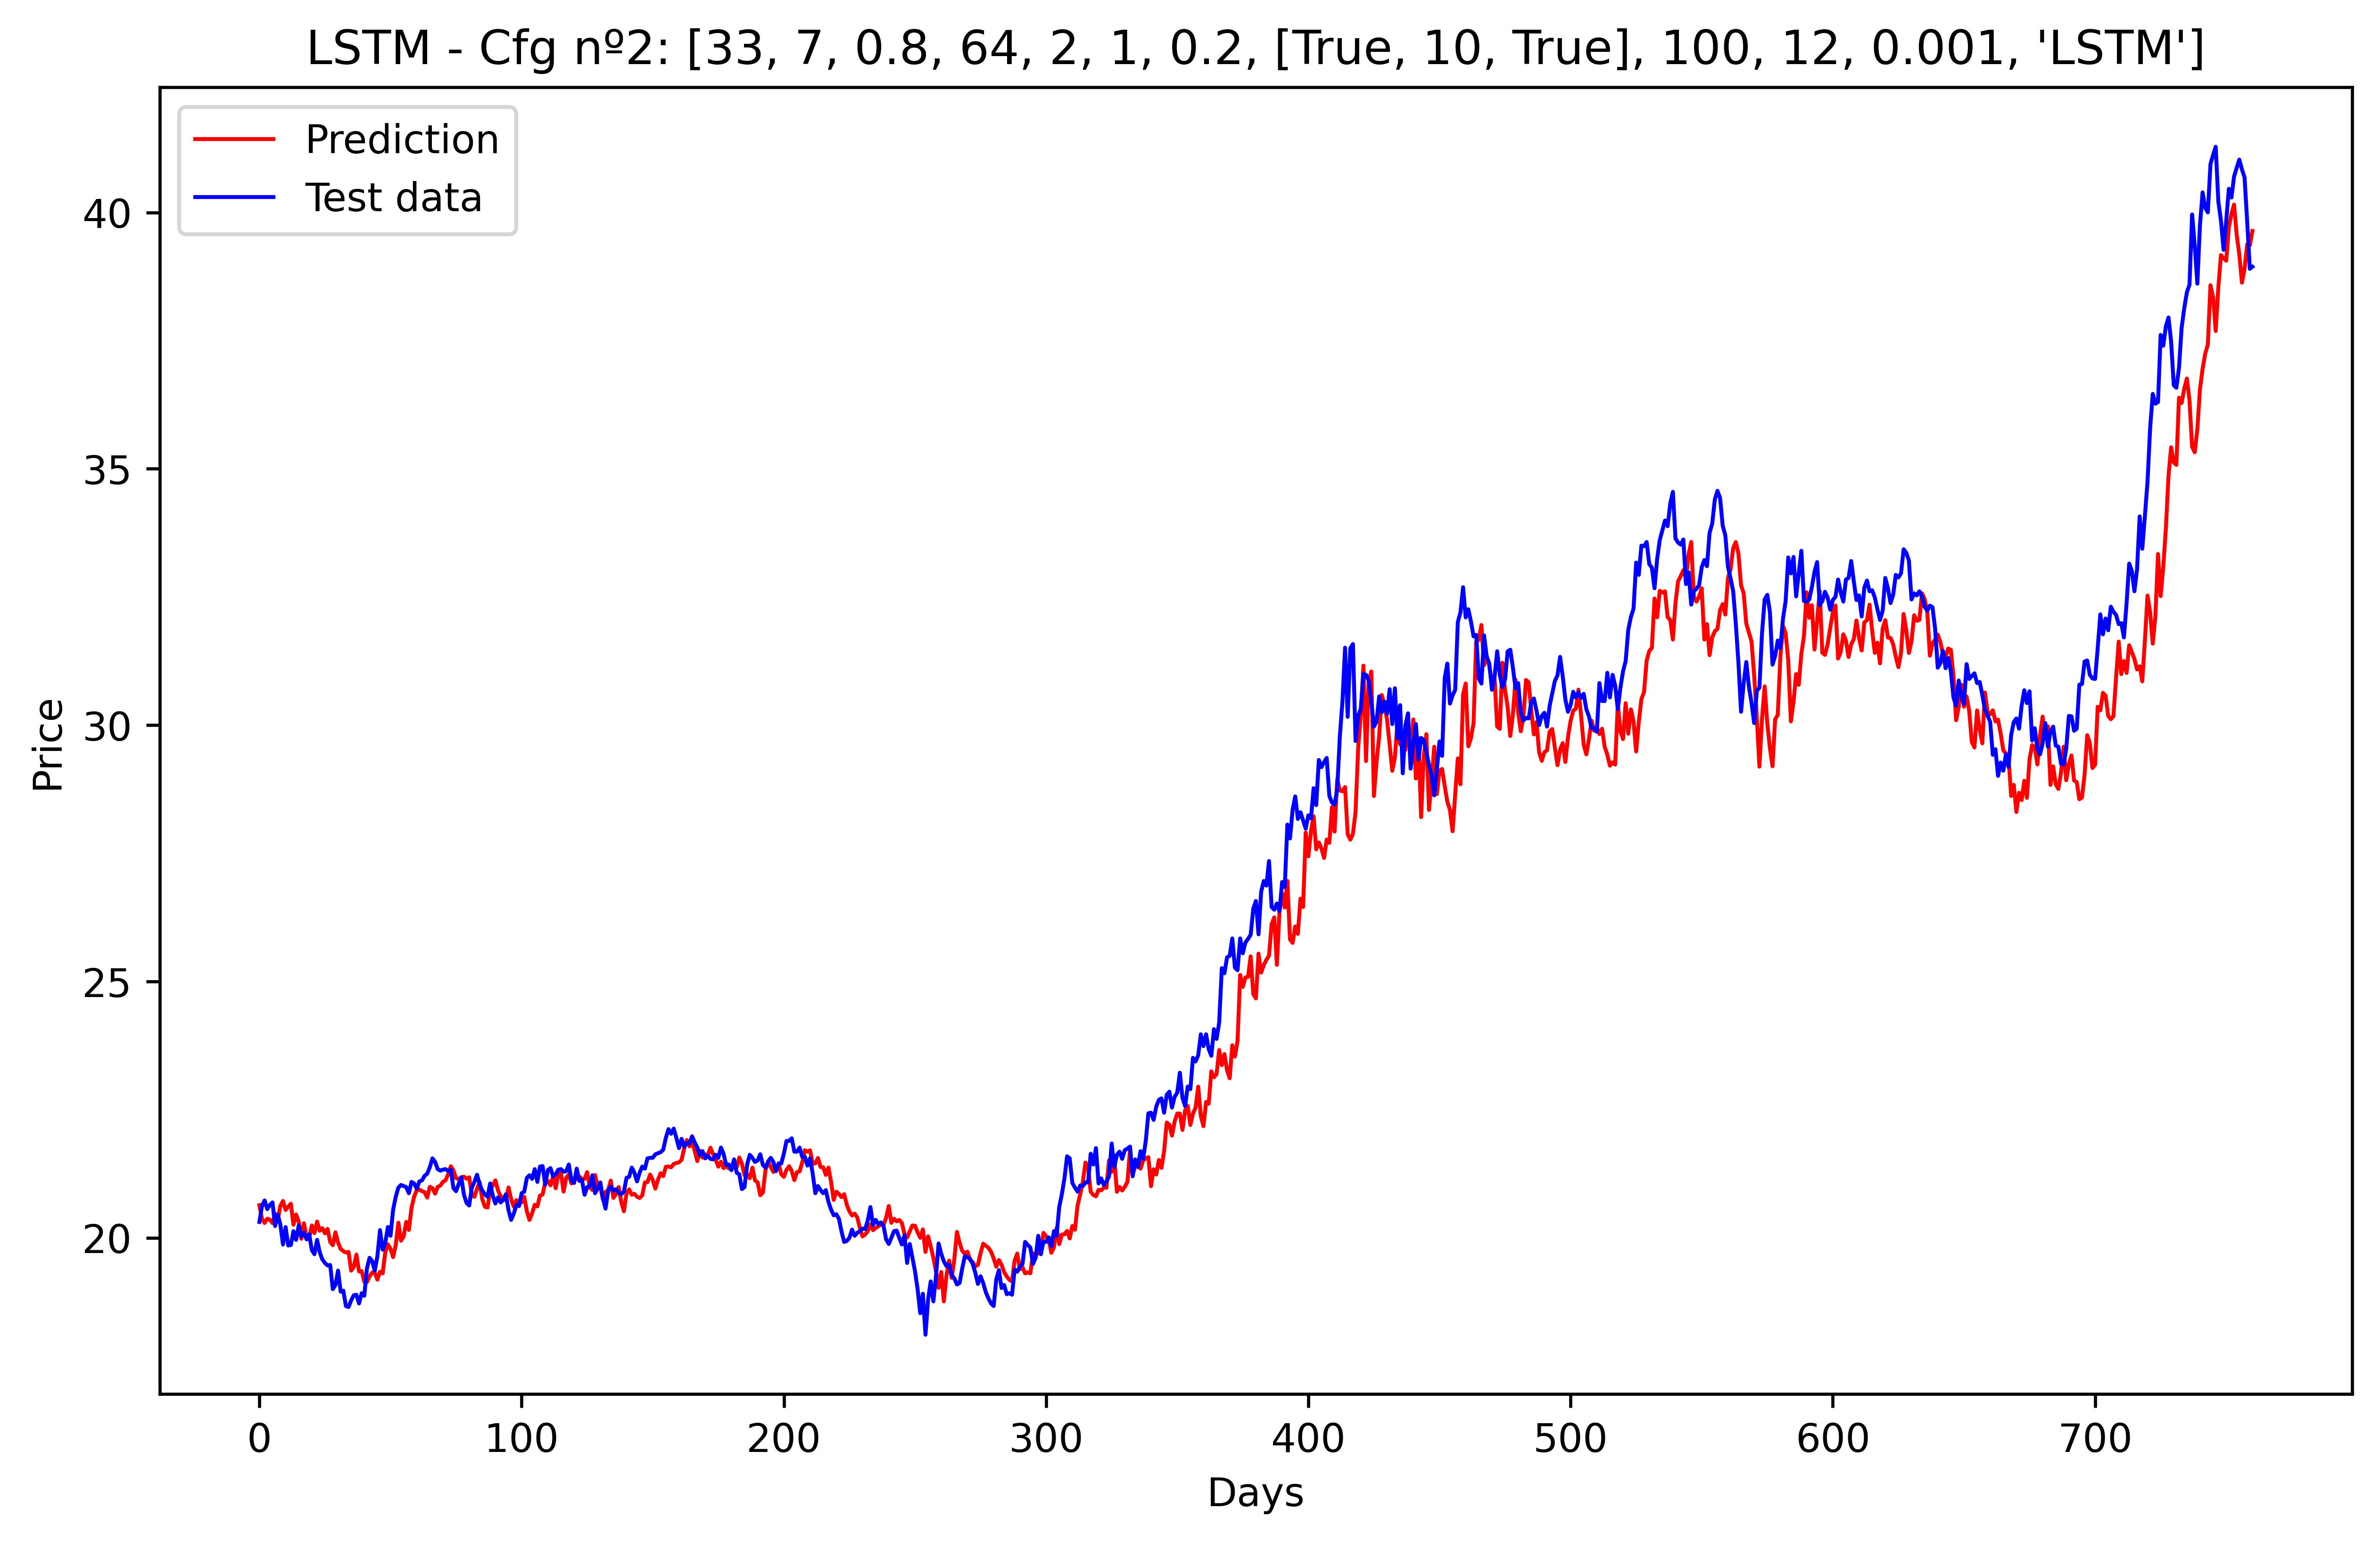 LSTM - Cfg nº2: [33, 7, 0.8, 64, 2, 1, 0.2, [True, 10, True], 100, 12, 0.001, 'LSTM']
Prediction
Test data
40
35
30
25
20
Price
0 100 200 300 400 500 600 700
Days